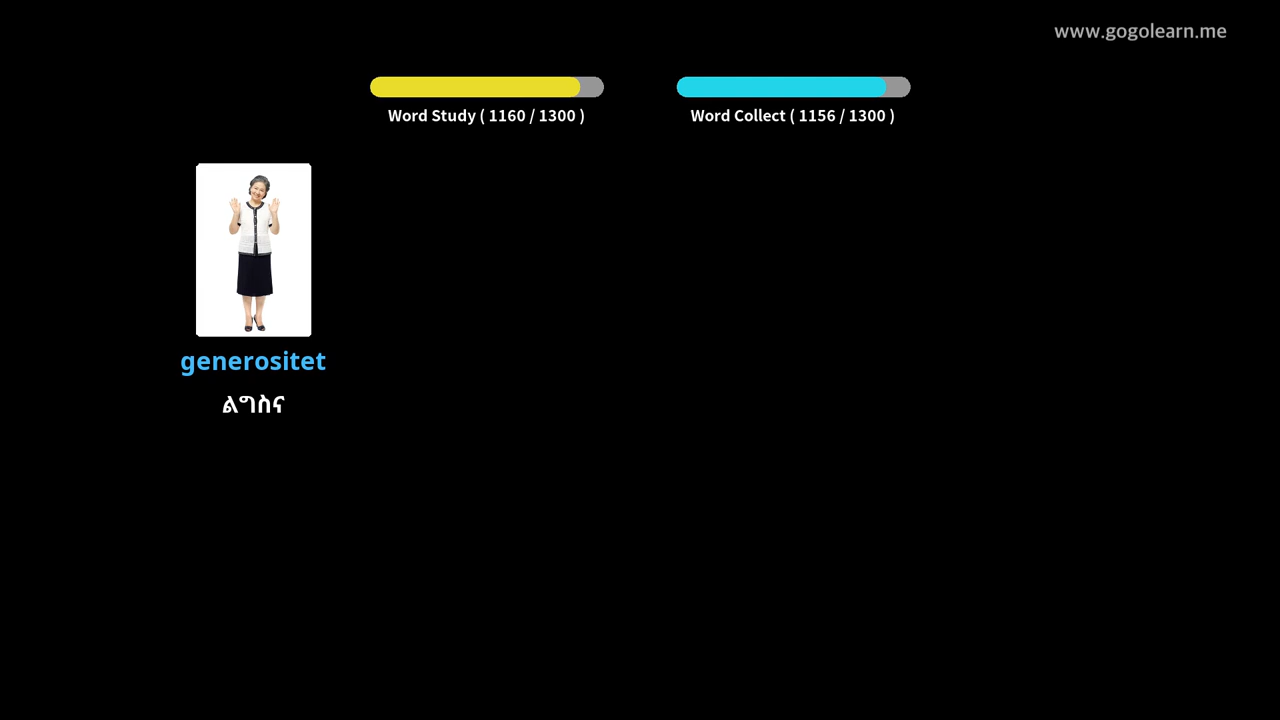 www.gogolearn.me
Word Study ( 1160 / 1300 )
Word Collect ( 1156 / 1300 )
generositet
ልግስና